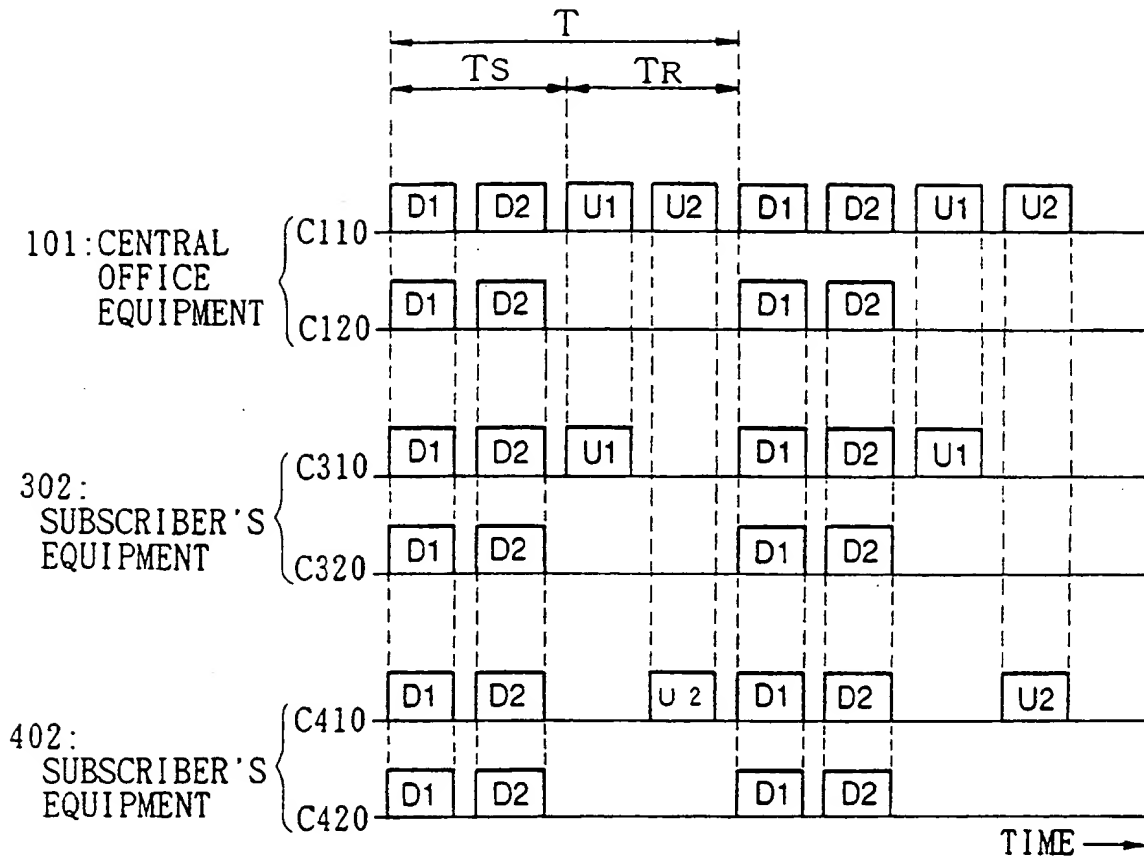 T
TS TR
D1 D2 U1 U2 D1 D2 U1 U2
101:CENTRAL
OFFICE
EQUIPMENT
C110
D1 D2 D1 D2
C120
D1 D2 U1 D1 D2 U1
302:
SUBSCRIBER'S
EQUIPMENT
C310
D1 D2 D1 D2
C320
D1 D2 U 2 D1 D2 U2
402:
SUBSCRIBER'S
EQUIPMENT
C410
D1 D2 D1 D2
C420
TIME